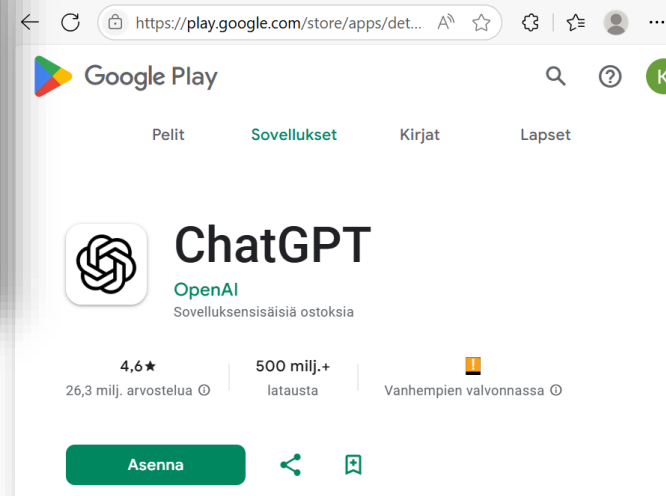 https://play.google.com/store/apps/det...
Google Play
Pelit Sovellukset Kirjat Lapset
ChatGPT
OpenAI
Sovelluksensisäisiä ostoksia
4,6★ 500 milj.+
26,3 milj. arvostelua latausta Vanhempien valvonnassa
Asenna